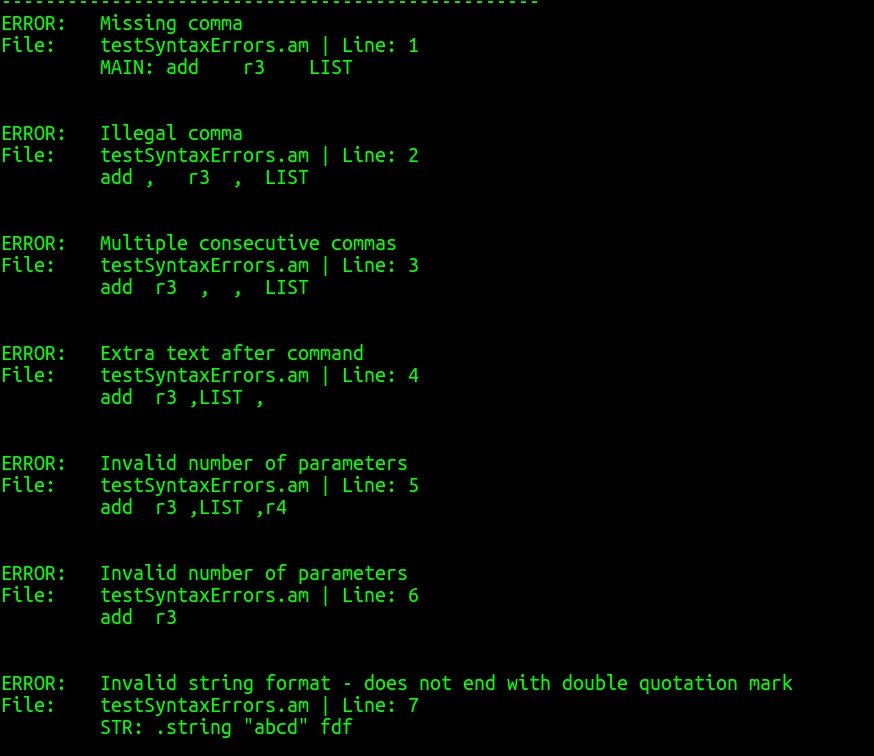 ------------------------------------------------
ERROR:   Missing comma
File:    testSyntaxErrors.am | Line: 1
         MAIN: add    r3    LIST
ERROR:   Illegal comma
File:    testSyntaxErrors.am | Line: 2
         add ,   r3  ,  LIST
ERROR:   Multiple consecutive commas
File:    testSyntaxErrors.am | Line: 3
         add  r3  ,  ,  LIST
ERROR:   Extra text after command
File:    testSyntaxErrors.am | Line: 4
         add  r3 ,LIST ,
ERROR:   Invalid number of parameters
File:    testSyntaxErrors.am | Line: 5
         add  r3 ,LIST ,r4
ERROR:   Invalid number of parameters
File:    testSyntaxErrors.am | Line: 6
         add  r3
ERROR:   Invalid string format - does not end with double quotation mark
File:    testSyntaxErrors.am | Line: 7
         STR: .string "abcd" fdf